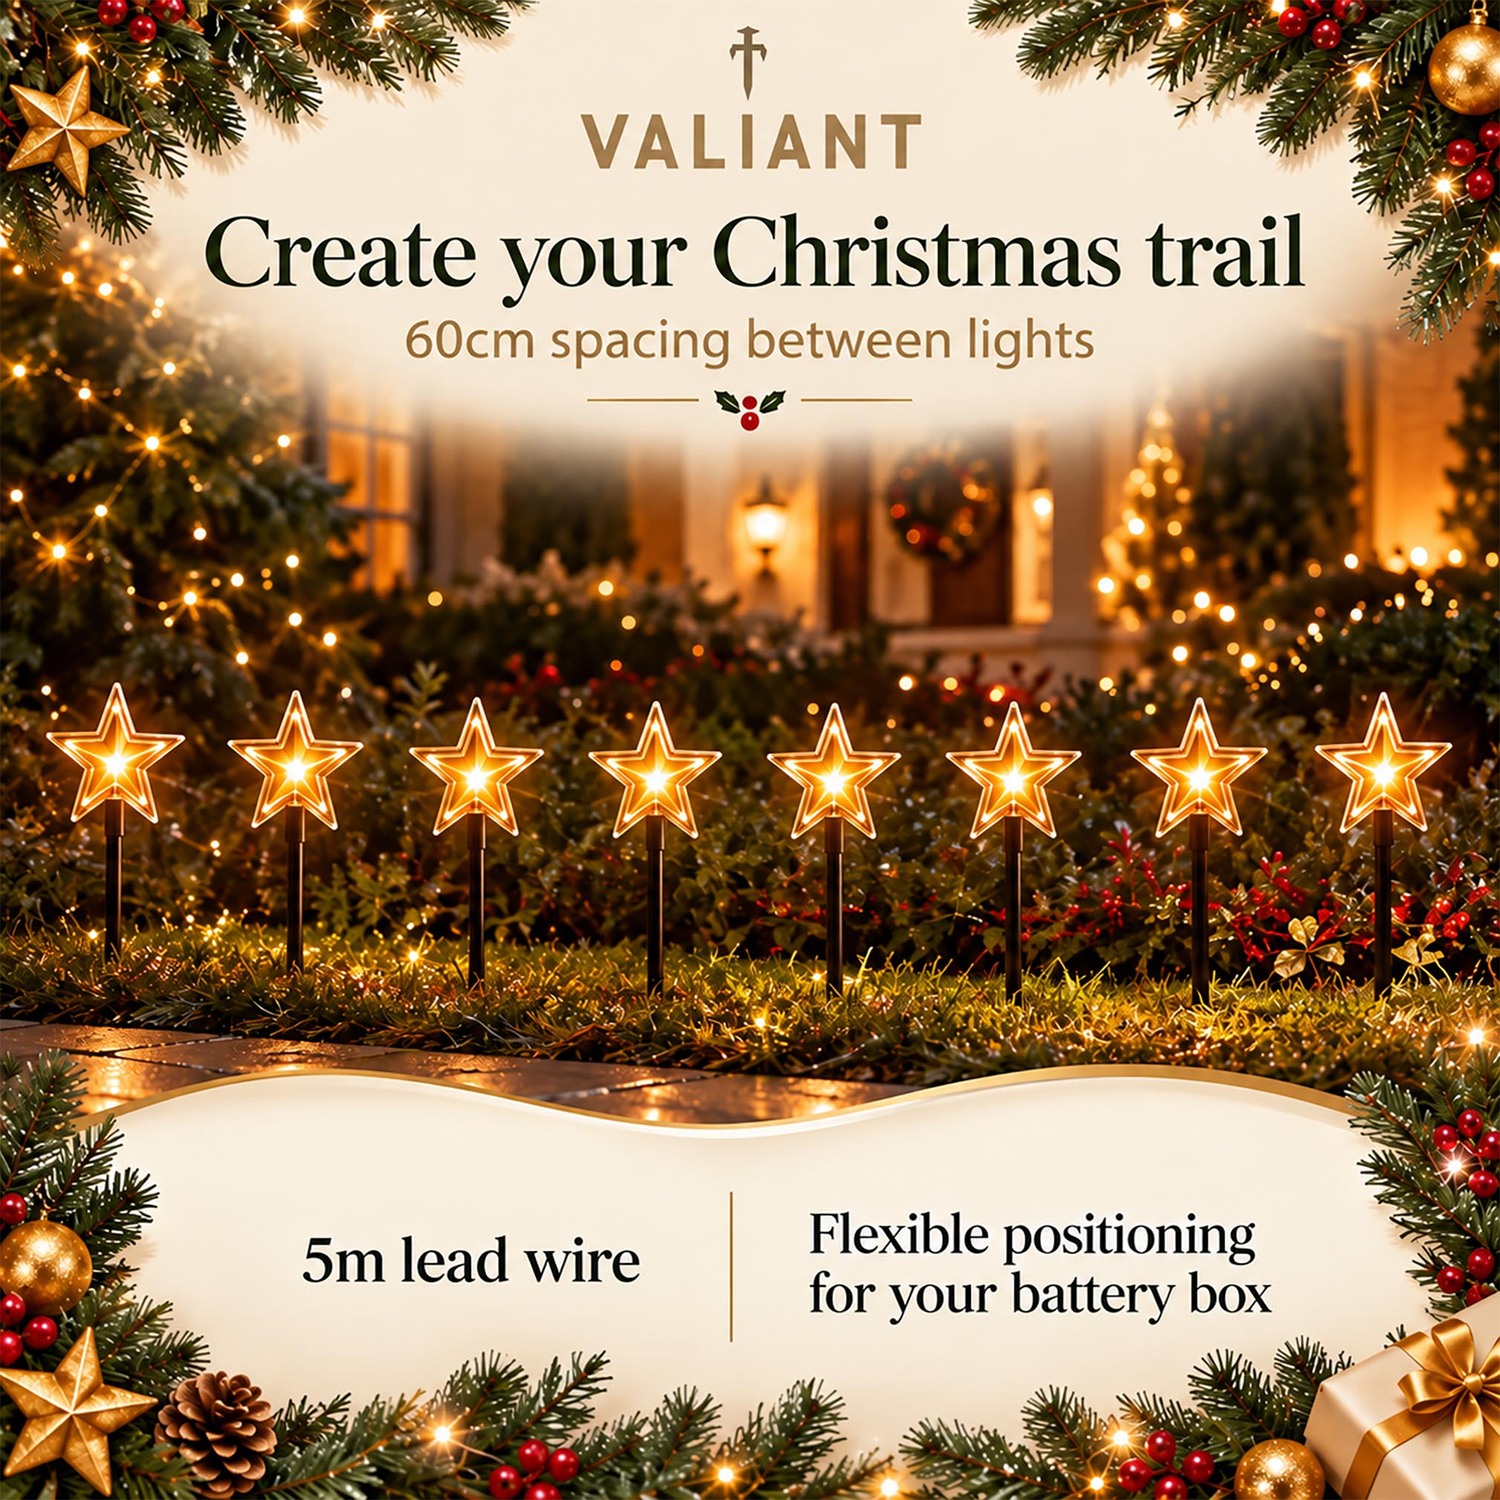 VALIANT
Create your Christmas trail
60cm spacing between lights
5m lead wire
Flexible positioning
for your battery box